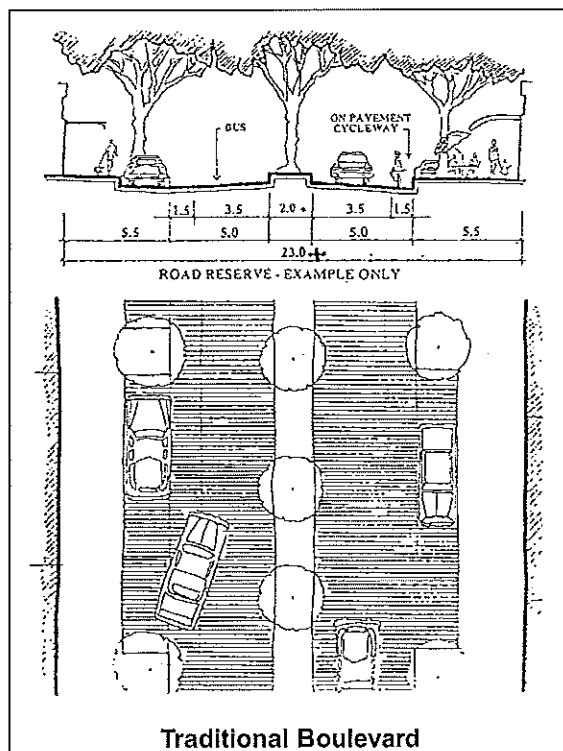 BUS
ON PAVEMENT
CYCLEWAY
1.5 3.5 2.0+ 3.5 1.5
5.5 5.0 5.0 5.5
23.0+
ROAD RESERVE - EXAMPLE ONLY
Traditional Boulevard